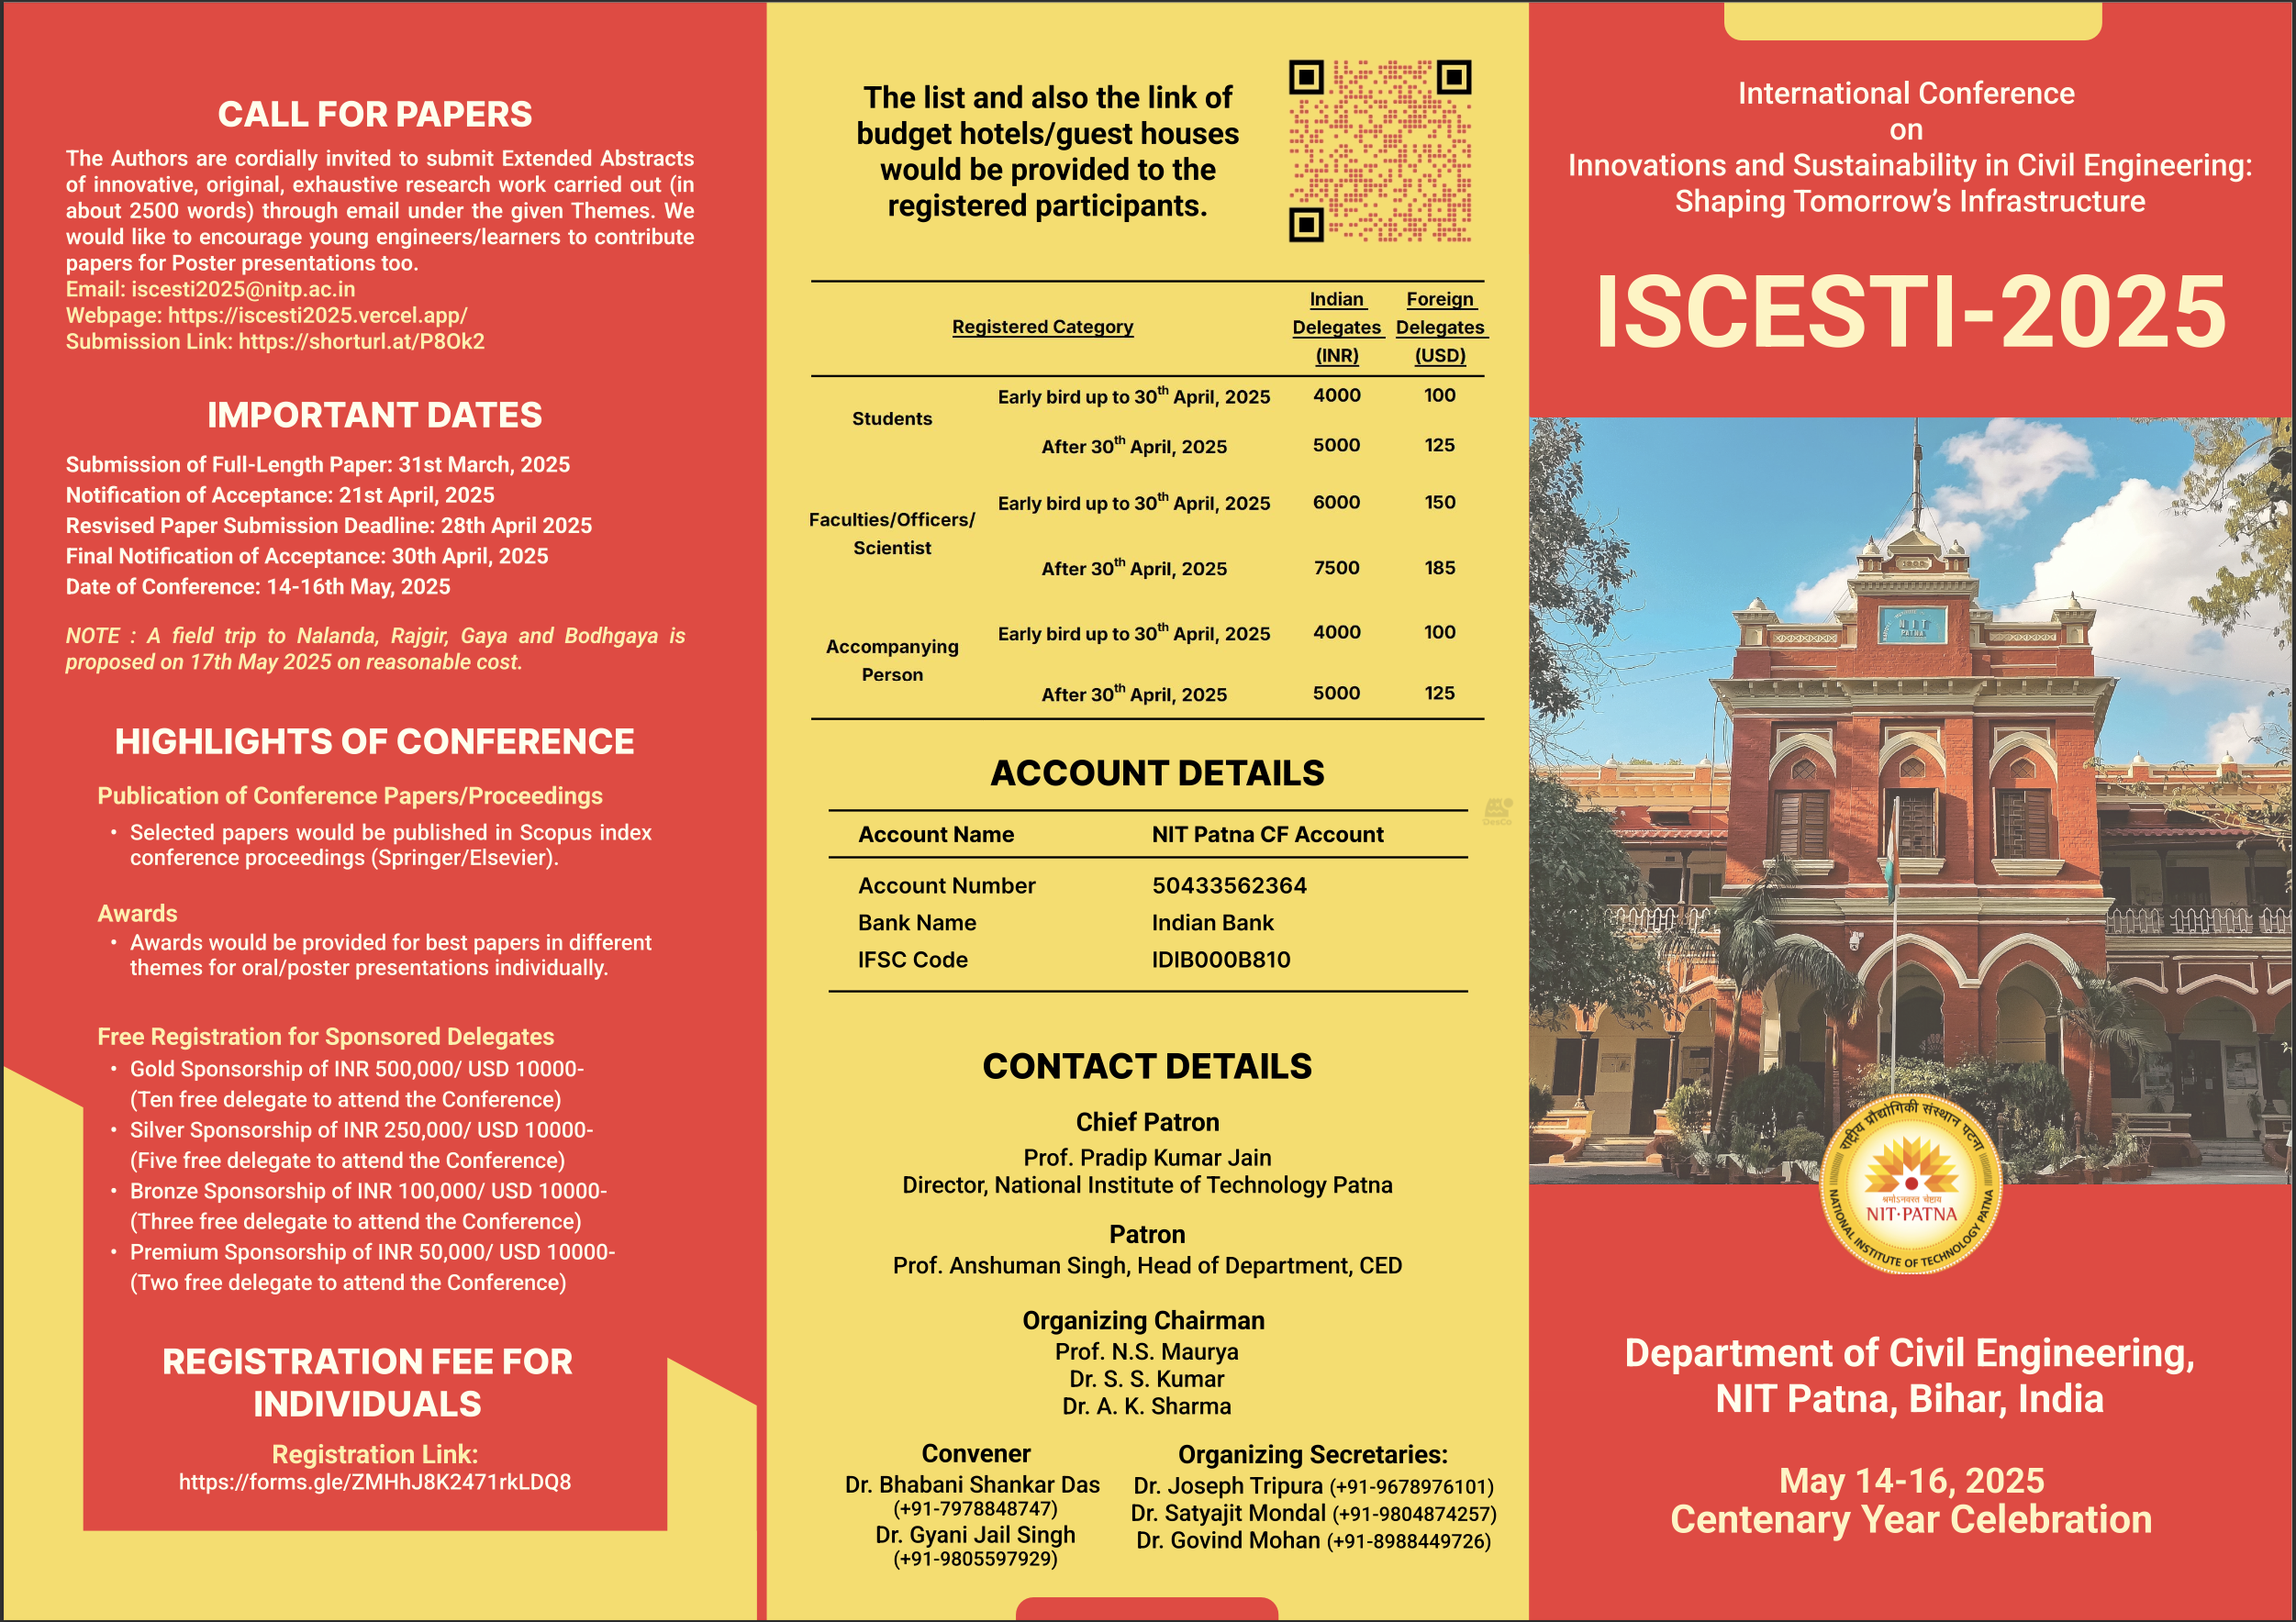 CALL FOR PAPERS
The Authors are cordially invited to submit Extended Abstracts
of innovative, original, exhaustive research work carried out (in
about 2500 words) through email under the given Themes. We
would like to encourage young engineers/learners to contribute
papers for Poster presentations too.
Email: iscesti2025@nitp.ac.in
Webpage: https://iscesti2025.vercel.app/
Submission Link: https://shorturl.at/P8Ok2
IMPORTANT DATES
Submission of Full-Length Paper: 31st March, 2025
Notification of Acceptance: 21st April, 2025
Resvised Paper Submission Deadline: 28th April 2025
Final Notification of Acceptance: 30th April, 2025
Date of Conference: 14-16th May, 2025
NOTE : A field trip to Nalanda, Rajgir, Gaya and Bodhgaya is
proposed on 17th May 2025 on reasonable cost.
HIGHLIGHTS OF CONFERENCE
Publication of Conference Papers/Proceedings
• Selected papers would be published in Scopus index
conference proceedings (Springer/Elsevier).
Awards
• Awards would be provided for best papers in different
themes for oral/poster presentations individually.
Free Registration for Sponsored Delegates
• Gold Sponsorship of INR 500,000/ USD 10000-
(Ten free delegate to attend the Conference)
• Silver Sponsorship of INR 250,000/ USD 10000-
(Five free delegate to attend the Conference)
• Bronze Sponsorship of INR 100,000/ USD 10000-
(Three free delegate to attend the Conference)
• Premium Sponsorship of INR 50,000/ USD 10000-
(Two free delegate to attend the Conference)
REGISTRATION FEE FOR
INDIVIDUALS
Registration Link:
https://forms.gle/ZMHhJ8K2471rkLDQ8
The list and also the link of
budget hotels/guest houses
would be provided to the
registered participants.
Registered Category
Indian Delegates (INR)
Foreign Delegates (USD)
Students
Early bird up to 30th April, 2025 4000 100
After 30th April, 2025 5000 125
Faculties/Officers/
Scientist
Early bird up to 30th April, 2025 6000 150
After 30th April, 2025 7500 185
Accompanying
Person
Early bird up to 30th April, 2025 4000 100
After 30th April, 2025 5000 125
ACCOUNT DETAILS
Account Name NIT Patna CF Account
Account Number 50433562364
Bank Name Indian Bank
IFSC Code IDIB000B810
DesCo
CONTACT DETAILS
Chief Patron
Prof. Pradip Kumar Jain
Director, National Institute of Technology Patna
Patron
Prof. Anshuman Singh, Head of Department, CED
Organizing Chairman
Prof. N.S. Maurya
Dr. S. S. Kumar
Dr. A. K. Sharma
Convener
Dr. Bhabani Shankar Das
(+91-7978848747)
Dr. Gyani Jail Singh
(+91-9805597929)
Organizing Secretaries:
Dr. Joseph Tripura (+91-9678976101)
Dr. Satyajit Mondal (+91-9804874257)
Dr. Govind Mohan (+91-8988449726)
International Conference
on
Innovations and Sustainability in Civil Engineering:
Shaping Tomorrow's Infrastructure
ISCESTI-2025
NIT
PATNA
राष्ट्रीय प्रौद्योगिकी संस्थान पटना
श्रमोऽनवरत चेष्टाय
NIT·PATNA
NATIONAL INSTITUTE OF TECHNOLOGY PATNA
Department of Civil Engineering,
NIT Patna, Bihar, India
May 14-16, 2025
Centenary Year Celebration